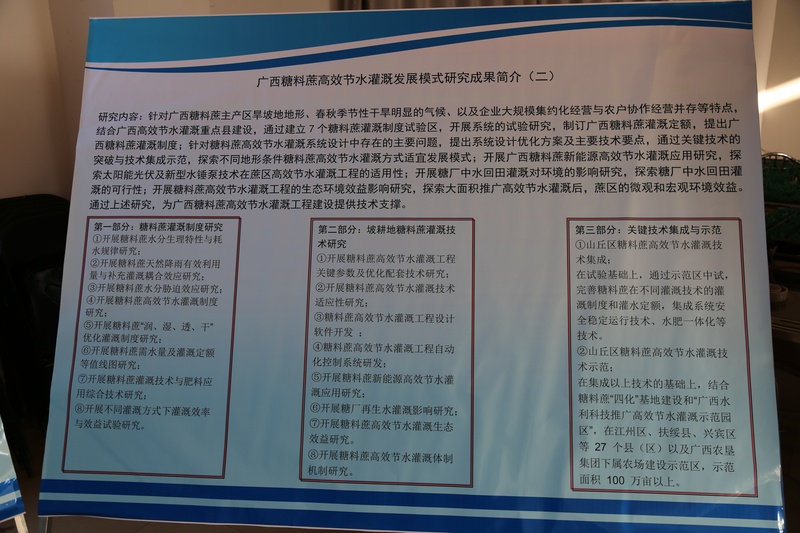 广西糖料蔗高效节水灌溉发展模式研究成果简介（二）
研究内容：针对广西糖料蔗主产区旱坡地地形、春秋季节性干旱明显的气候、以及企业大规模集约化经营与农户协作经营并存等特点，
结合广西高效节水灌溉重点县建设，通过建立7个糖料蔗灌溉制度试验区，开展系统的试验研究，制订广西糖料蔗灌溉定额，提出广
西糖料蔗灌溉制度；针对糖料蔗高效节水灌溉系统设计中存在的主要问题，提出系统设计优化方案及主要技术要点，通过关键技术的
突破与技术集成示范，探索不同地形条件糖料蔗高效节水灌溉方式适宜发展模式；开展广西糖料蔗新能源高效节水灌溉应用研究，探
索太阳能光伏及新型水锤泵技术在蔗区高效节水灌溉工程的适用性；开展糖厂中水回田灌溉对环境的影响研究，探索糖厂中水回田灌
溉的可行性；开展糖料蔗高效节水灌溉工程的生态环境效益影响研究，探索大面积推广高效节水灌溉后，蔗区的微观和宏观环境效益。
通过上述研究，为广西糖料蔗高效节水灌溉工程建设提供技术支撑。
第一部分：糖料蔗灌溉制度研究
①开展糖料蔗水分生理特性与耗
水规律研究；
②开展糖料蔗天然降雨有效利用
量与补充灌溉耦合效应研究；
③开展糖料蔗水分胁迫效应研究；
④开展糖料蔗高效节水灌溉制度
研究；
⑤开展糖料蔗“润、湿、透、干”
优化灌溉制度研究；
⑥开展糖料蔗需水量及灌溉定额
等值线图研究；
⑦开展糖料蔗灌溉技术与肥料应
用综合技术研究；
⑧开展不同灌溉方式下灌溉效率
与效益试验研究。
第二部分：坡耕地糖料蔗灌溉技
术研究
①开展糖料蔗高效节水灌溉工程
关键参数及优化配套技术研究；
②开展糖料蔗高效节水灌溉技术
适应性研究；
③糖料蔗高效节水灌溉工程设计
软件开发；
④糖料蔗高效节水灌溉工程自动
化控制系统研发；
⑤开展糖料蔗新能源高效节水灌
溉应用研究；
⑥开展糖厂再生水灌溉影响研究；
⑦开展糖料蔗高效节水灌溉生态
效益研究。
⑧开展糖料蔗高效节水灌溉体制
机制研究。
第三部分：关键技术集成与示范
①山丘区糖料蔗高效节水灌溉技
术集成；
在试验基础上，通过示范区中试，
完善糖料蔗在不同灌溉技术的灌
溉制度和灌水定额，集成系统安
全稳定运行技术、水肥一体化等
技术。
②山丘区糖料蔗高效节水灌溉技
术示范：
在集成以上技术的基础上，结合
糖料蔗“四化”基地建设和“广西水
利科技推广高效节水灌溉示范园
区”，在江州区、扶绥县、兴宾区
等 27 个县（区）以及广西农垦
集团下属农场建设示范区，示范
面积 100 万亩以上。